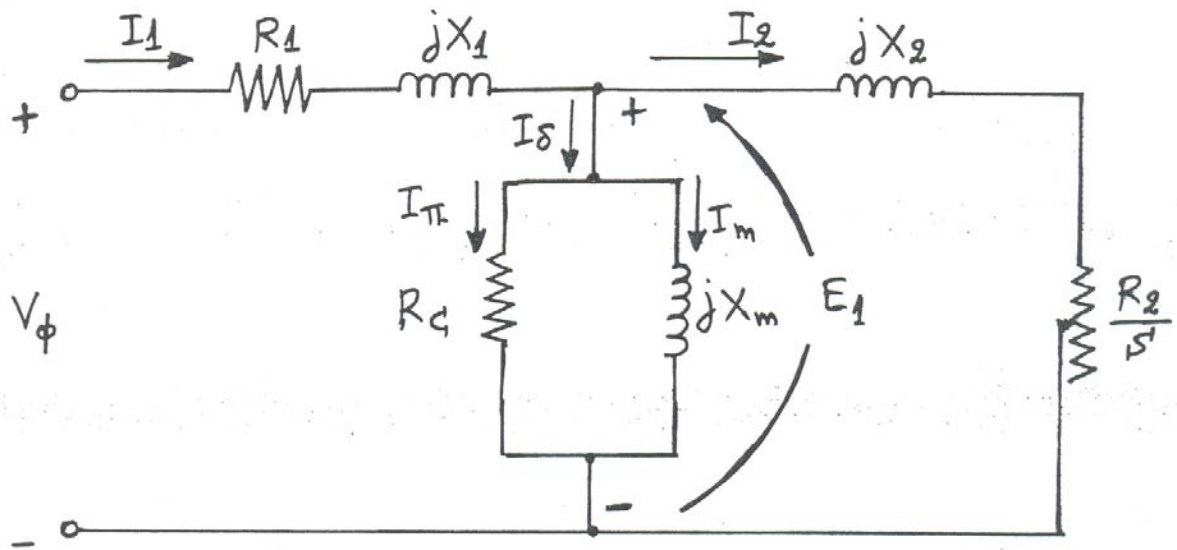 I1 R1 jX1 I2 jX2
+ Iδ +
Iπ Im
Vφ Rc jXm E1 R2/S
-
-